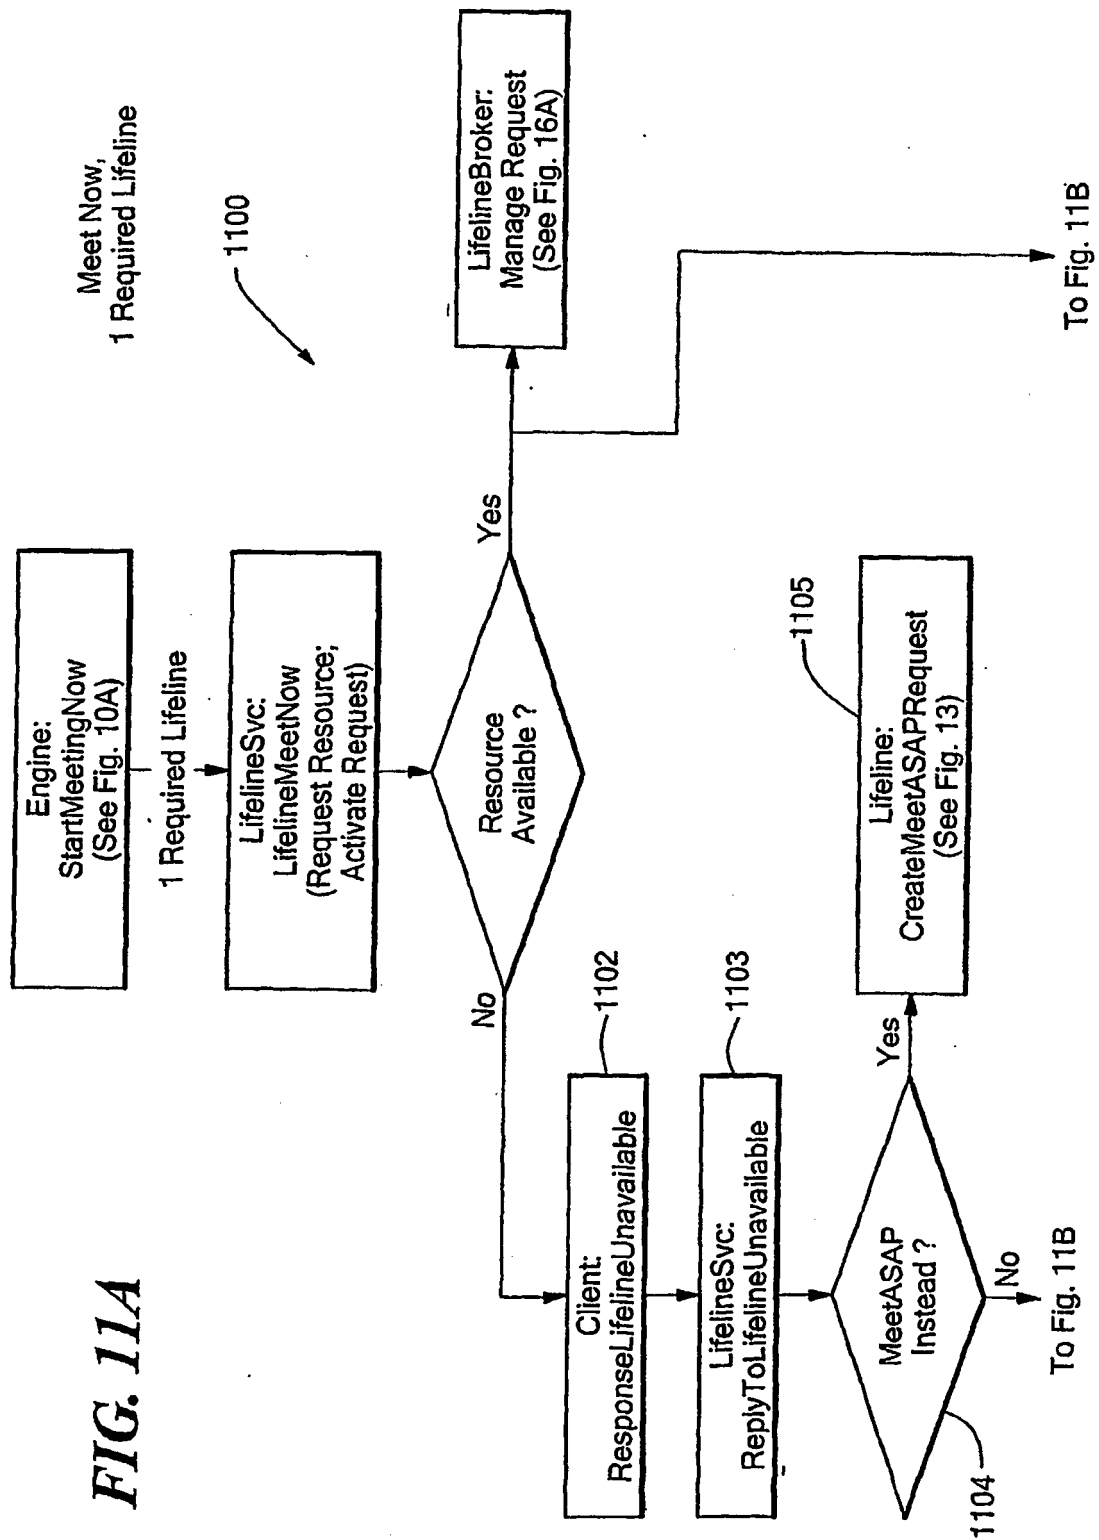 FIG. 11A
Meet Now,
1 Required Lifeline
1100
Engine:
StartMeetingNow
(See Fig. 10A)
1 Required Lifeline
LifelineSvc:
LifelineMeetNow
(Request Resource;
Activate Request)
Resource
Available ?
No
Yes
LifelineBroker:
Manage Request
(See Fig. 16A)
To Fig. 11B
1102
Client:
ResponseLifelineUnavailable
1103
LifelineSvc:
ReplyToLifelineUnavailable
MeetASAP
Instead ?
1104
Yes
1105
Lifeline:
CreateMeetASAPRequest
(See Fig. 13)
No
To Fig. 11B